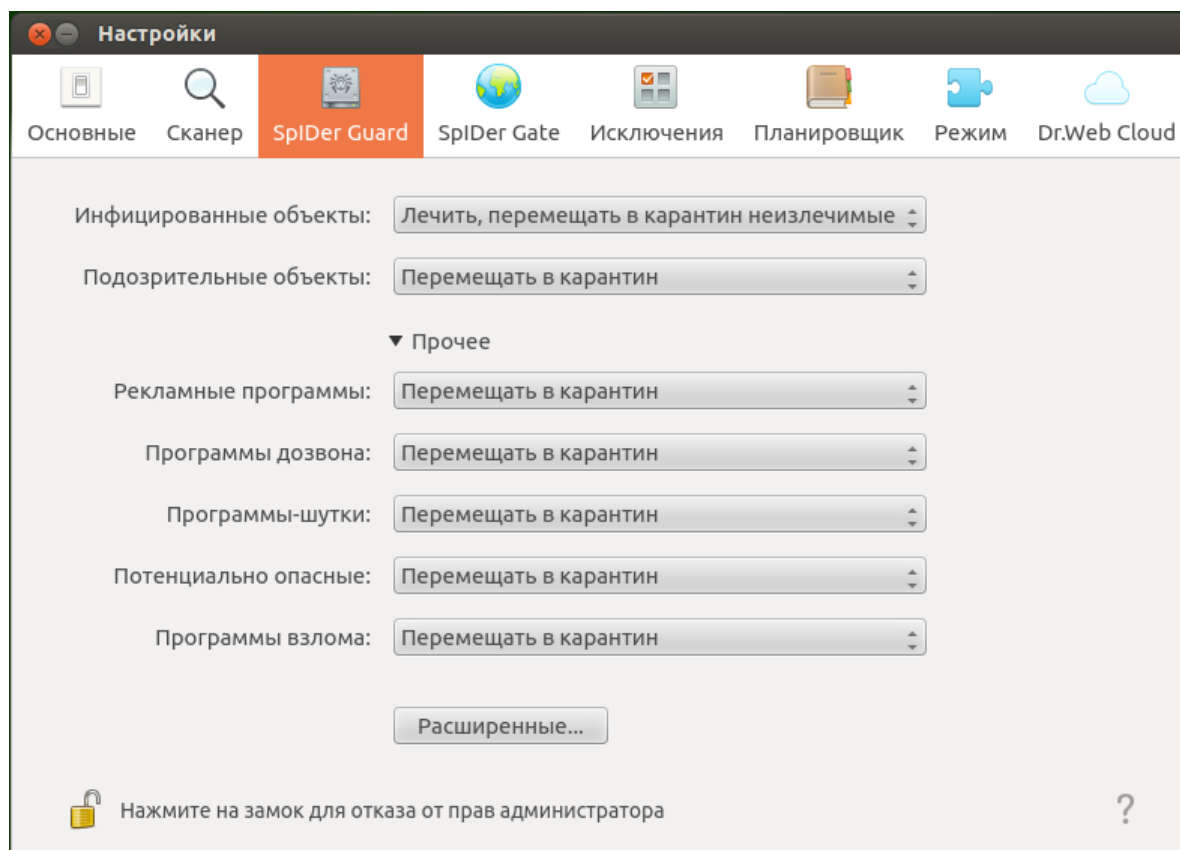 Настройки
Основные Сканер SpIDer Guard SpIDer Gate Исключения Планировщик Режим Dr.Web Cloud
Инфицированные объекты: Лечить, перемещать в карантин неизлечимые
Подозрительные объекты: Перемещать в карантин
Прочее
Рекламные программы: Перемещать в карантин
Программы дозвона: Перемещать в карантин
Программы-шутки: Перемещать в карантин
Потенциально опасные: Перемещать в карантин
Программы взлома: Перемещать в карантин
Расширенные...
Нажмите на замок для отказа от прав администратора ?